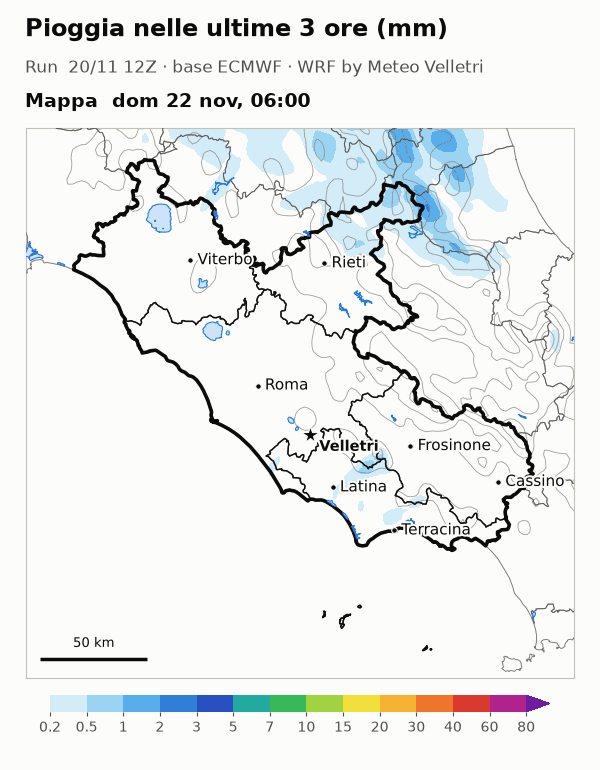 Pioggia nelle ultime 3 ore (mm)
Run  20/11 12Z · base ECMWF · WRF by Meteo Velletri
Mappa  dom 22 nov, 06:00
Viterbo
Rieti
Roma
Velletri
Frosinone
Latina
Cassino
Terracina
50 km
0.2 0.5 1 2 3 5 7 10 15 20 30 40 60 80